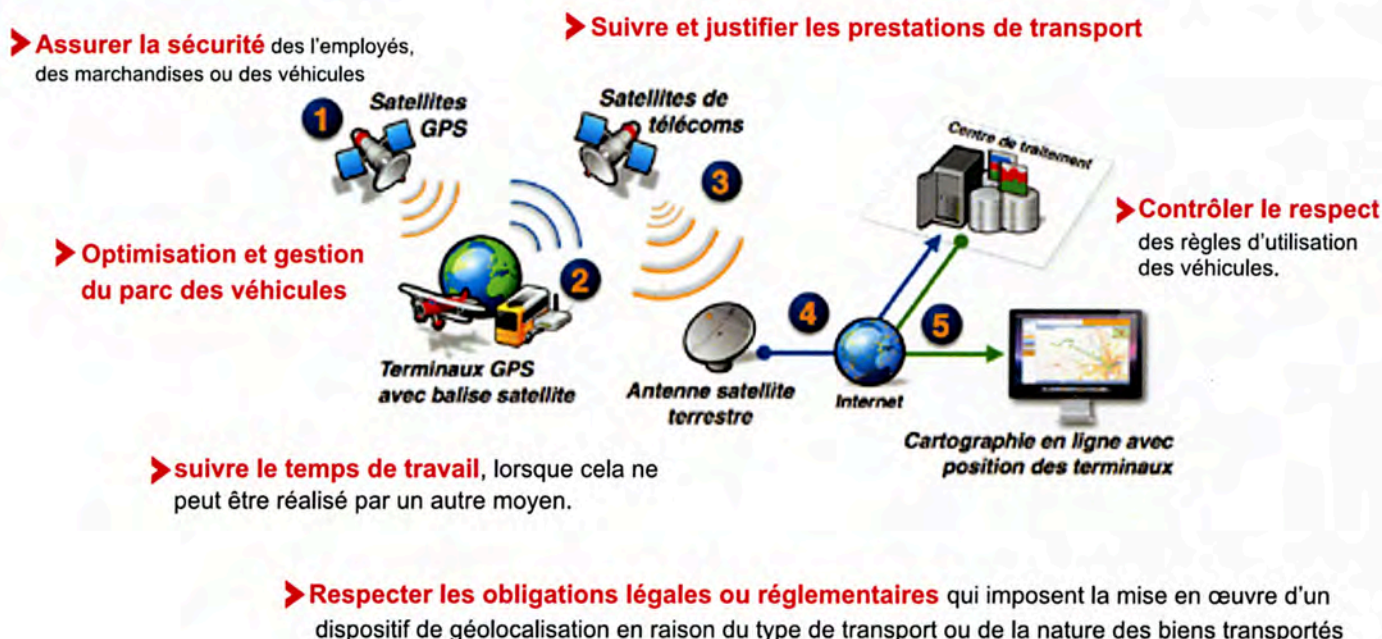 Suivre et justifier les prestations de transport
Assurer la sécurité des l'employés,
des marchandises ou des véhicules
1
Satellites
GPS
Satellites de
télécoms
3
Centre de traitement
Contrôler le respect
des règles d'utilisation
des véhicules.
Optimisation et gestion
du parc des véhicules
2
Terminaux GPS
avec balise satellite
4
5
Antenne satellite
terrestre
Internet
Cartographie en ligne avec
position des terminaux
suivre le temps de travail, lorsque cela ne
peut être réalisé par un autre moyen.
Respecter les obligations légales ou réglementaires qui imposent la mise en œuvre d'un
dispositif de géolocalisation en raison du type de transport ou de la nature des biens transportés